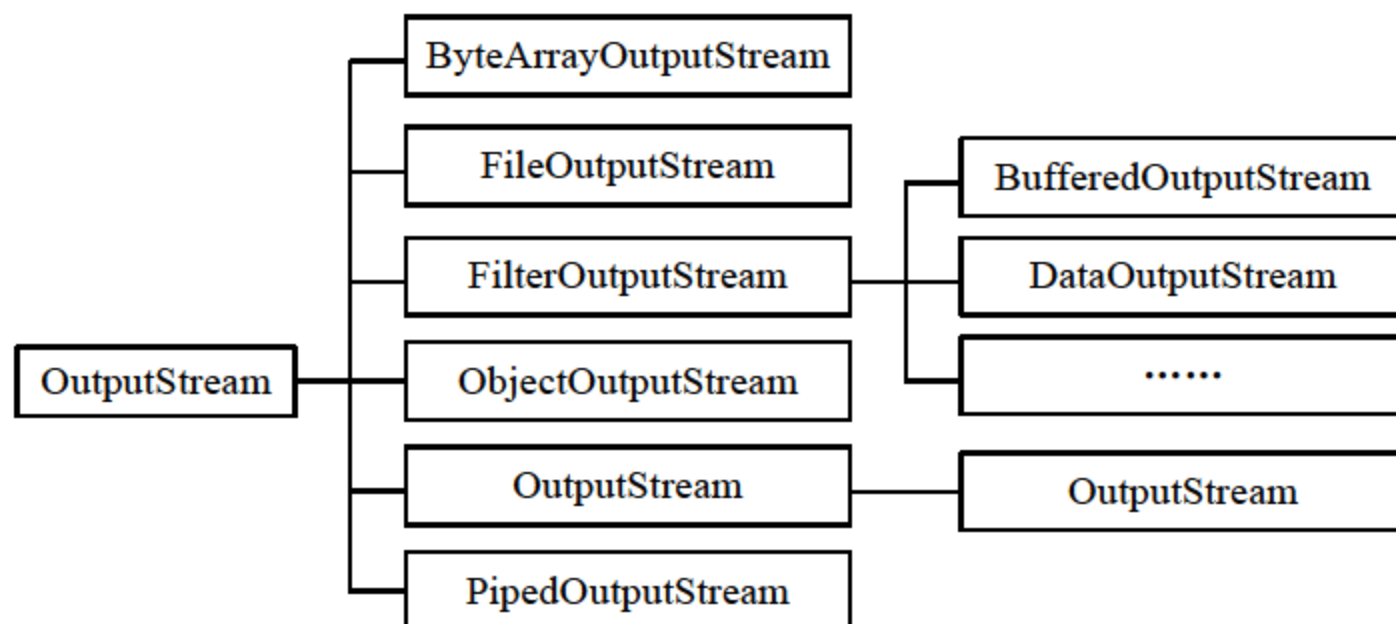 ByteArrayOutputStream
FileOutputStream
BufferedOutputStream
FilterOutputStream
DataOutputStream
OutputStream
ObjectOutputStream
......
OutputStream
OutputStream
PipedOutputStream